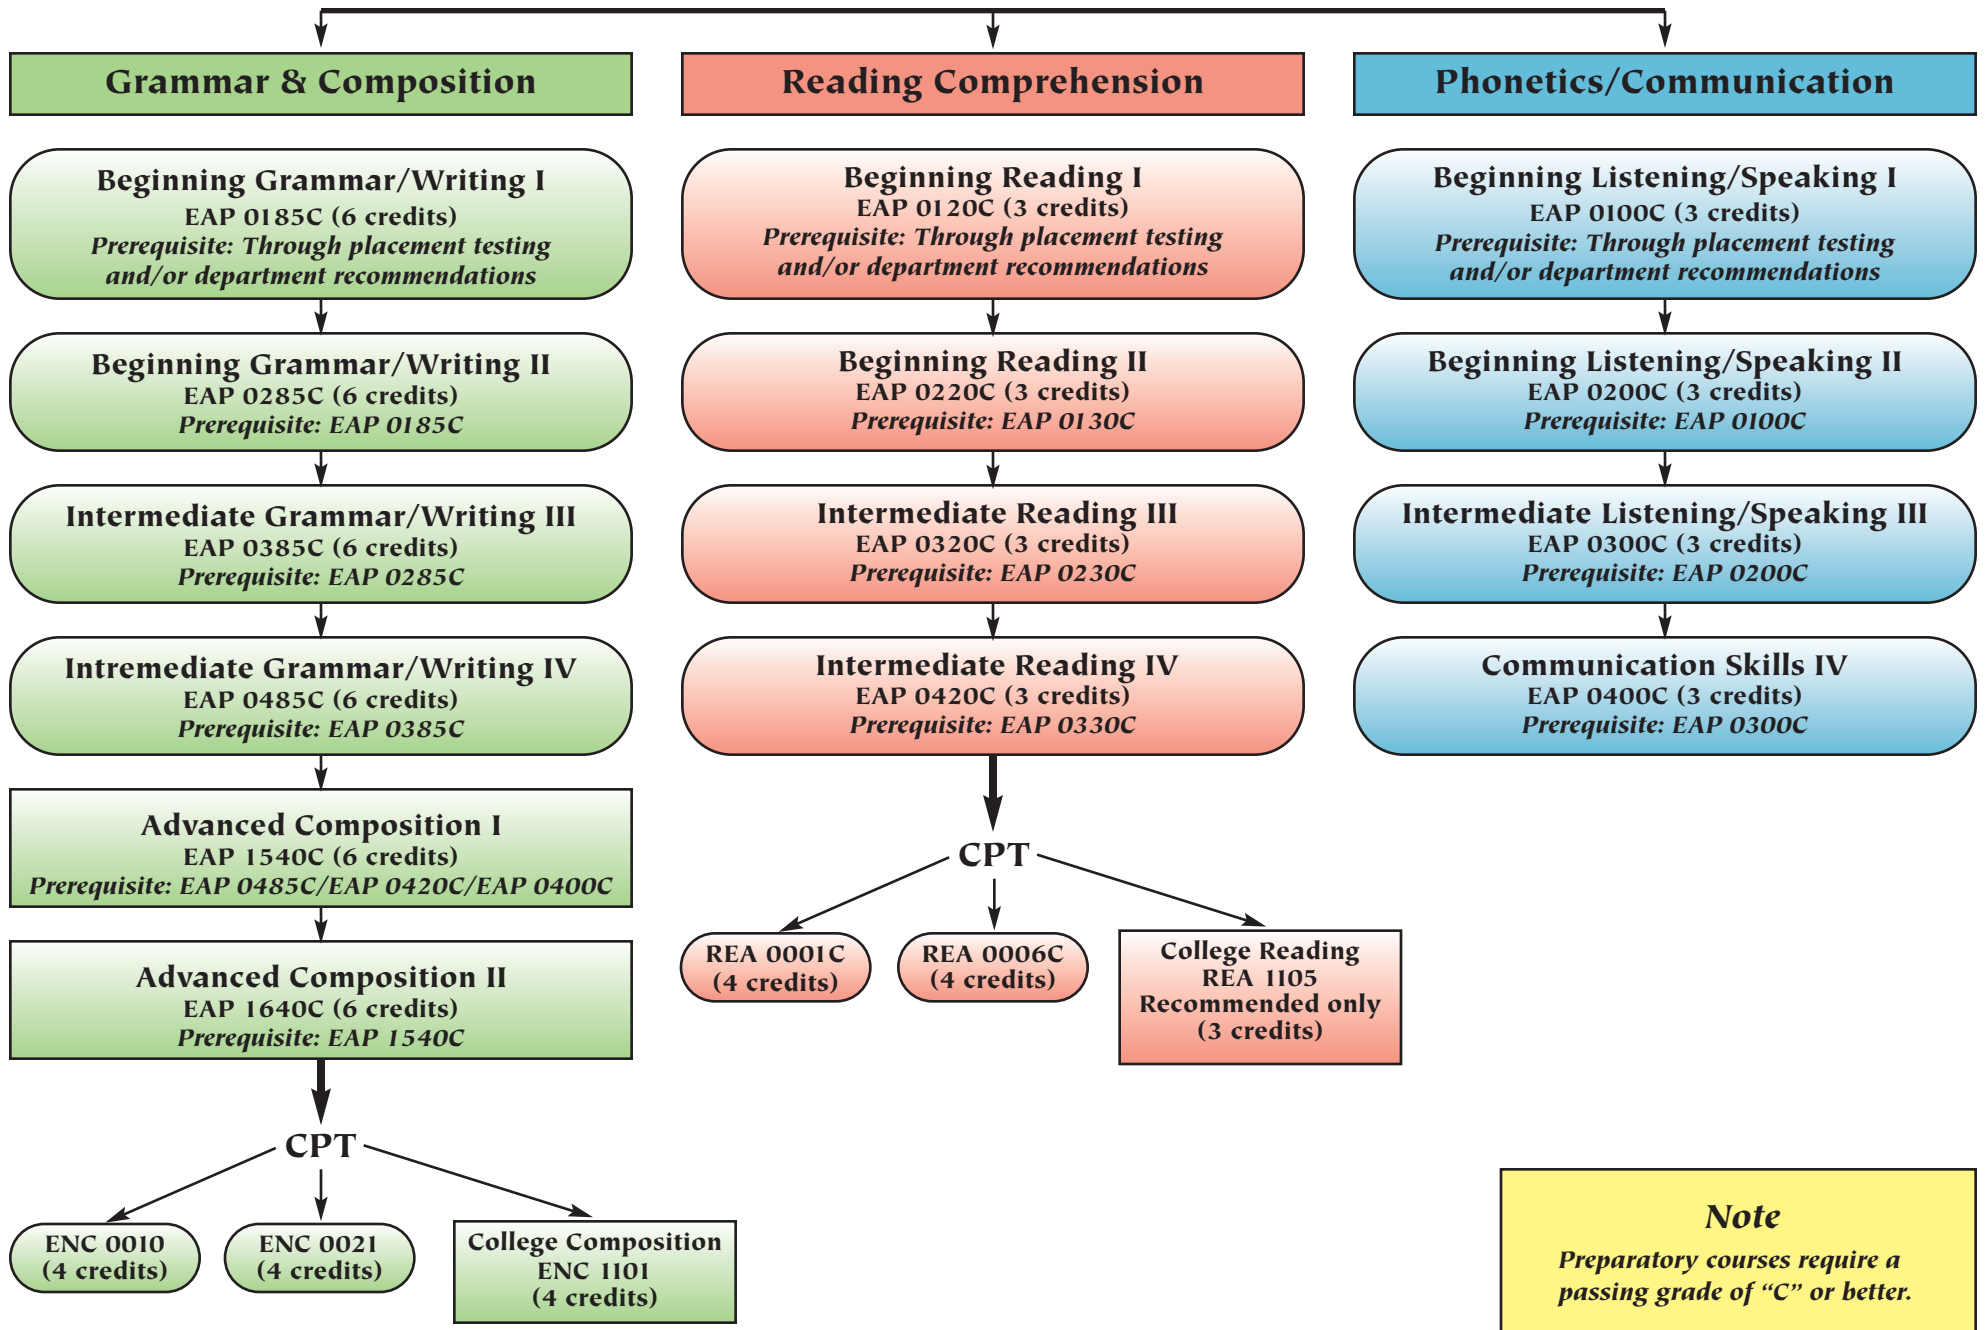 Grammar & Composition
Beginning Grammar/Writing I
EAP 0185C (6 credits)
Prerequisite: Through placement testing
and/or department recommendations
Beginning Grammar/Writing II
EAP 0285C (6 credits)
Prerequisite: EAP 0185C
Intermediate Grammar/Writing III
EAP 0385C (6 credits)
Prerequisite: EAP 0285C
Intremediate Grammar/Writing IV
EAP 0485C (6 credits)
Prerequisite: EAP 0385C
Advanced Composition I
EAP 1540C (6 credits)
Prerequisite: EAP 0485C/EAP 0420C/EAP 0400C
Advanced Composition II
EAP 1640C (6 credits)
Prerequisite: EAP 1540C
CPT
ENC 0010
(4 credits)
ENC 0021
(4 credits)
College Composition
ENC 1101
(4 credits)
Reading Comprehension
Beginning Reading I
EAP 0120C (3 credits)
Prerequisite: Through placement testing
and/or department recommendations
Beginning Reading II
EAP 0220C (3 credits)
Prerequisite: EAP 0130C
Intermediate Reading III
EAP 0320C (3 credits)
Prerequisite: EAP 0230C
Intermediate Reading IV
EAP 0420C (3 credits)
Prerequisite: EAP 0330C
CPT
REA 0001C
(4 credits)
REA 0006C
(4 credits)
College Reading
REA 1105
Recommended only
(3 credits)
Phonetics/Communication
Beginning Listening/Speaking I
EAP 0100C (3 credits)
Prerequisite: Through placement testing
and/or department recommendations
Beginning Listening/Speaking II
EAP 0200C (3 credits)
Prerequisite: EAP 0100C
Intermediate Listening/Speaking III
EAP 0300C (3 credits)
Prerequisite: EAP 0200C
Communication Skills IV
EAP 0400C (3 credits)
Prerequisite: EAP 0300C
Note
Preparatory courses require a
passing grade of “C” or better.